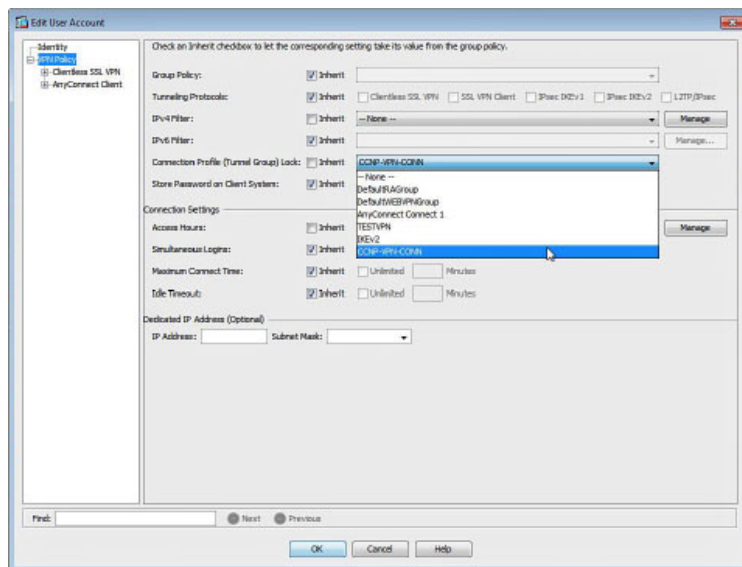 Edit User Account
Identity
VPN Policy
Clientless SSL VPN
AnyConnect Client
Check an Inherit checkbox to let the corresponding setting take its value from the group policy.
Group Policy: Inherit
Tunneling Protocols: Inherit Clientless SSL VPN SSL VPN Client IPsec IKEv1 IPsec IKEv2 L2TP/IPsec
IPv4 Filter: Inherit -- None -- Manage
IPv6 Filter: Inherit Manage...
Connection Profile (Tunnel Group) Lock: Inherit CCNP-VPN-CONN
Store Password on Client System: Inherit
-- None --
DefaultRAGroup
DefaultWEBVPNGroup
AnyConnect Connect 1
TESTVPN
IKEv2
CCNP-VPN-CONN
Connection Settings
Access Hours: Inherit Manage
Simultaneous Logins: Inherit
Maximum Connect Time: Inherit Unlimited Minutes
Idle Timeout: Inherit Unlimited Minutes
Dedicated IP Address (Optional)
IP Address: Subnet Mask:
Find: Next Previous
OK Cancel Help